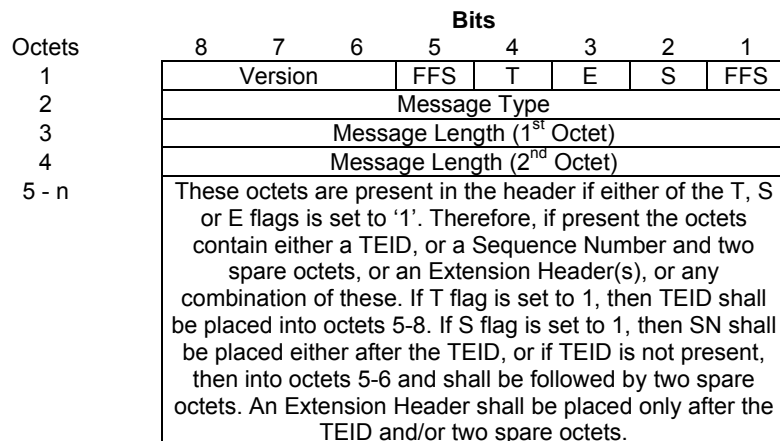 Bits
Octets 8 7 6 5 4 3 2 1
1 Version FFS T E S FFS
2 Message Type
3 Message Length (1st Octet)
4 Message Length (2nd Octet)
5 - n These octets are present in the header if either of the T, S
or E flags is set to ‘1’. Therefore, if present the octets
contain either a TEID, or a Sequence Number and two
spare octets, or an Extension Header(s), or any
combination of these. If T flag is set to 1, then TEID shall
be placed into octets 5-8. If S flag is set to 1, then SN shall
be placed either after the TEID, or if TEID is not present,
then into octets 5-6 and shall be followed by two spare
octets. An Extension Header shall be placed only after the
TEID and/or two spare octets.